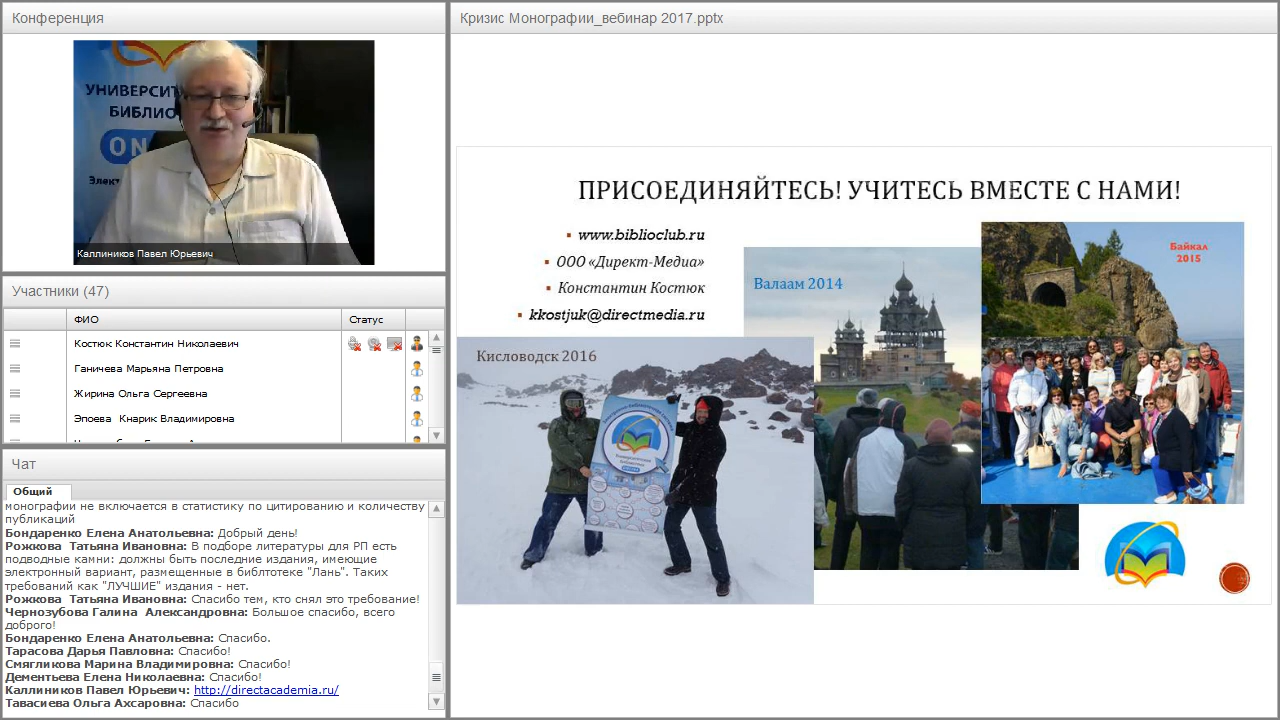 Конференция
УНИВЕРСИТ
БИБЛИО
ON
Элект
Каллиников Павел Юрьевич
Участники (47)
ФИО
Статус
Костюк Константин Николаевич
Ганичева Марьяна Петровна
Жирина Ольга Сергеевна
Эпоева Кнарик Владимировна
Чат
Общий
монографии не включается в статистику по цитированию и количеству
публикаций
Бондаренко Елена Анатольевна: Добрый день!
Рожкова Татьяна Ивановна: В подборе литературы для РП есть
подводные камни: должны быть последние издания, имеющие
электронный вариант, размещенные в библтотеке "Лань". Таких
требований как "ЛУЧШИЕ" издания - нет.
Рожкова Татьяна Ивановна: Спасибо тем, кто снял это требование!
Чернозубова Галина Александровна: Большое спасибо, всего
доброго!
Бондаренко Елена Анатольевна: Спасибо.
Тарасова Дарья Павловна: Спасибо!
Смягликова Марина Владимировна: Спасибо!
Дементьева Елена Николаевна: Спасибо!
Каллиников Павел Юрьевич: http://directacademia.ru/
Тавасиева Ольга Ахсаровна: Спасибо
Кризис Монографии_вебинар 2017.pptx
ПРИСОЕДИНЯЙТЕСЬ! УЧИТЕСЬ ВМЕСТЕ С НАМИ!
www.biblioclub.ru
ООО «Директ-Медиа»
Константин Костюк
kkostjuk@directmedia.ru
Кисловодск 2016
Валаам 2014
Байкал
2015